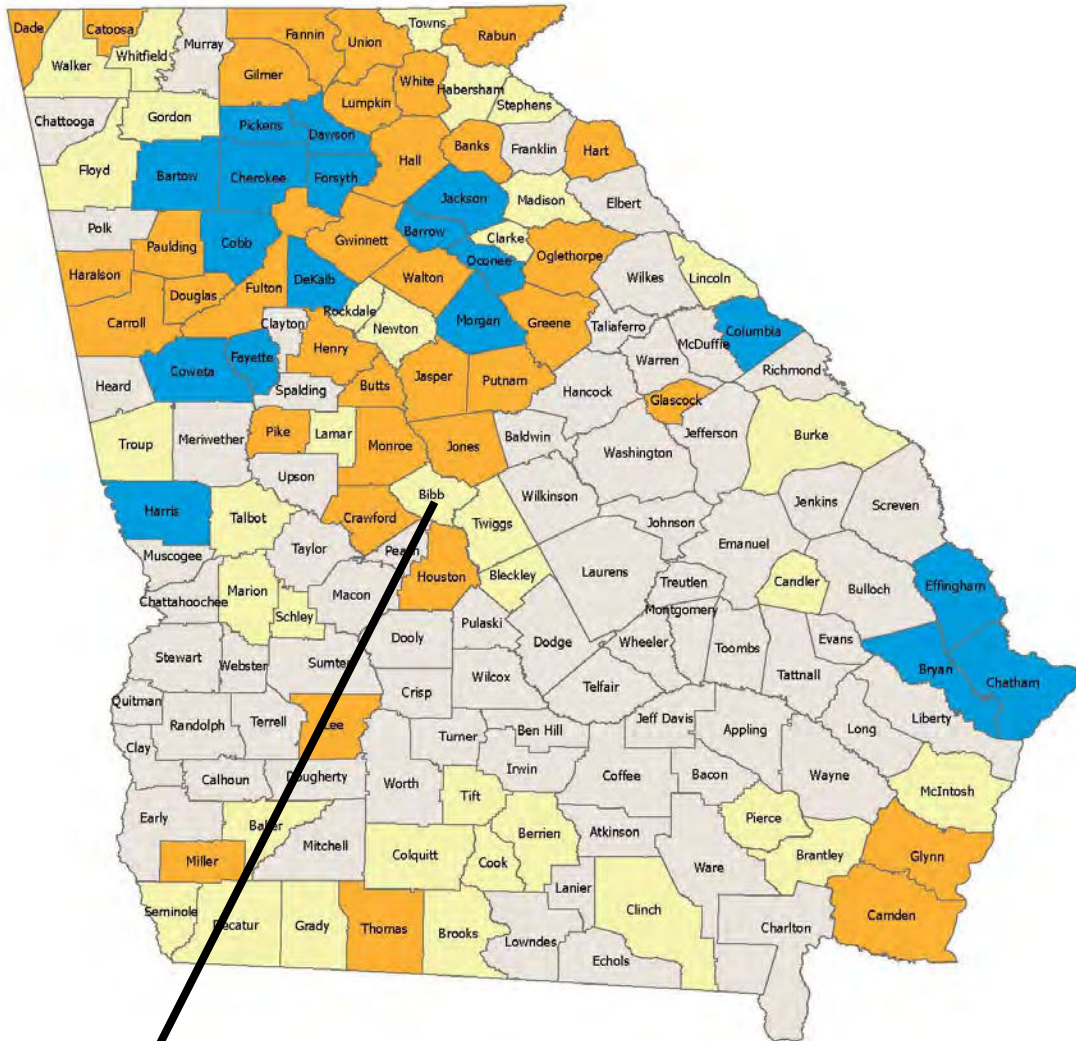 Dade
Catoosa
Murray
Fannin
Union
Towns
Rabun
Walker
Whitfield
Gilmer
White
Habersham
Lumpkin
Stephens
Chattooga
Gordon
Pickens
Dawson
Hall
Banks
Franklin
Hart
Floyd
Bartow
Cherokee
Forsyth
Jackson
Madison
Elbert
Polk
Cobb
Barrow
Clarke
Paulding
Gwinnett
Oconee
Oglethorpe
Haralson
Douglas
Fulton
DeKalb
Walton
Wilkes
Lincoln
Carroll
Rockdale
Clayton
Newton
Morgan
Greene
Taliaferro
Columbia
McDuffie
Warren
Richmond
Heard
Coweta
Fayette
Henry
Spalding
Butts
Jasper
Putnam
Hancock
Glascock
Troup
Meriwether
Pike
Lamar
Monroe
Jones
Baldwin
Jefferson
Burke
Upson
Washington
Bibb
Wilkinson
Jenkins
Screven
Harris
Talbot
Crawford
Twiggs
Johnson
Muscogee
Taylor
Houston
Emanuel
Bleckley
Laurens
Treutlen
Candler
Bulloch
Effingham
Chattahoochee
Marion
Schley
Macon
Montgomery
Dooly
Pulaski
Dodge
Wheeler
Toombs
Evans
Stewart
Webster
Sumter
Tattnall
Bryan
Chatham
Crisp
Wilcox
Telfair
Quitman
Randolph
Terrell
Lee
Turner
Ben Hill
Jeff Davis
Appling
Long
Liberty
Clay
Calhoun
Dougherty
Worth
Irwin
Coffee
Bacon
Wayne
McIntosh
Early
Baker
Mitchell
Tift
Berrien
Atkinson
Pierce
Miller
Colquitt
Cook
Ware
Brantley
Glynn
Lanier
Seminole
Decatur
Grady
Thomas
Brooks
Lowndes
Clinch
Echols
Charlton
Camden